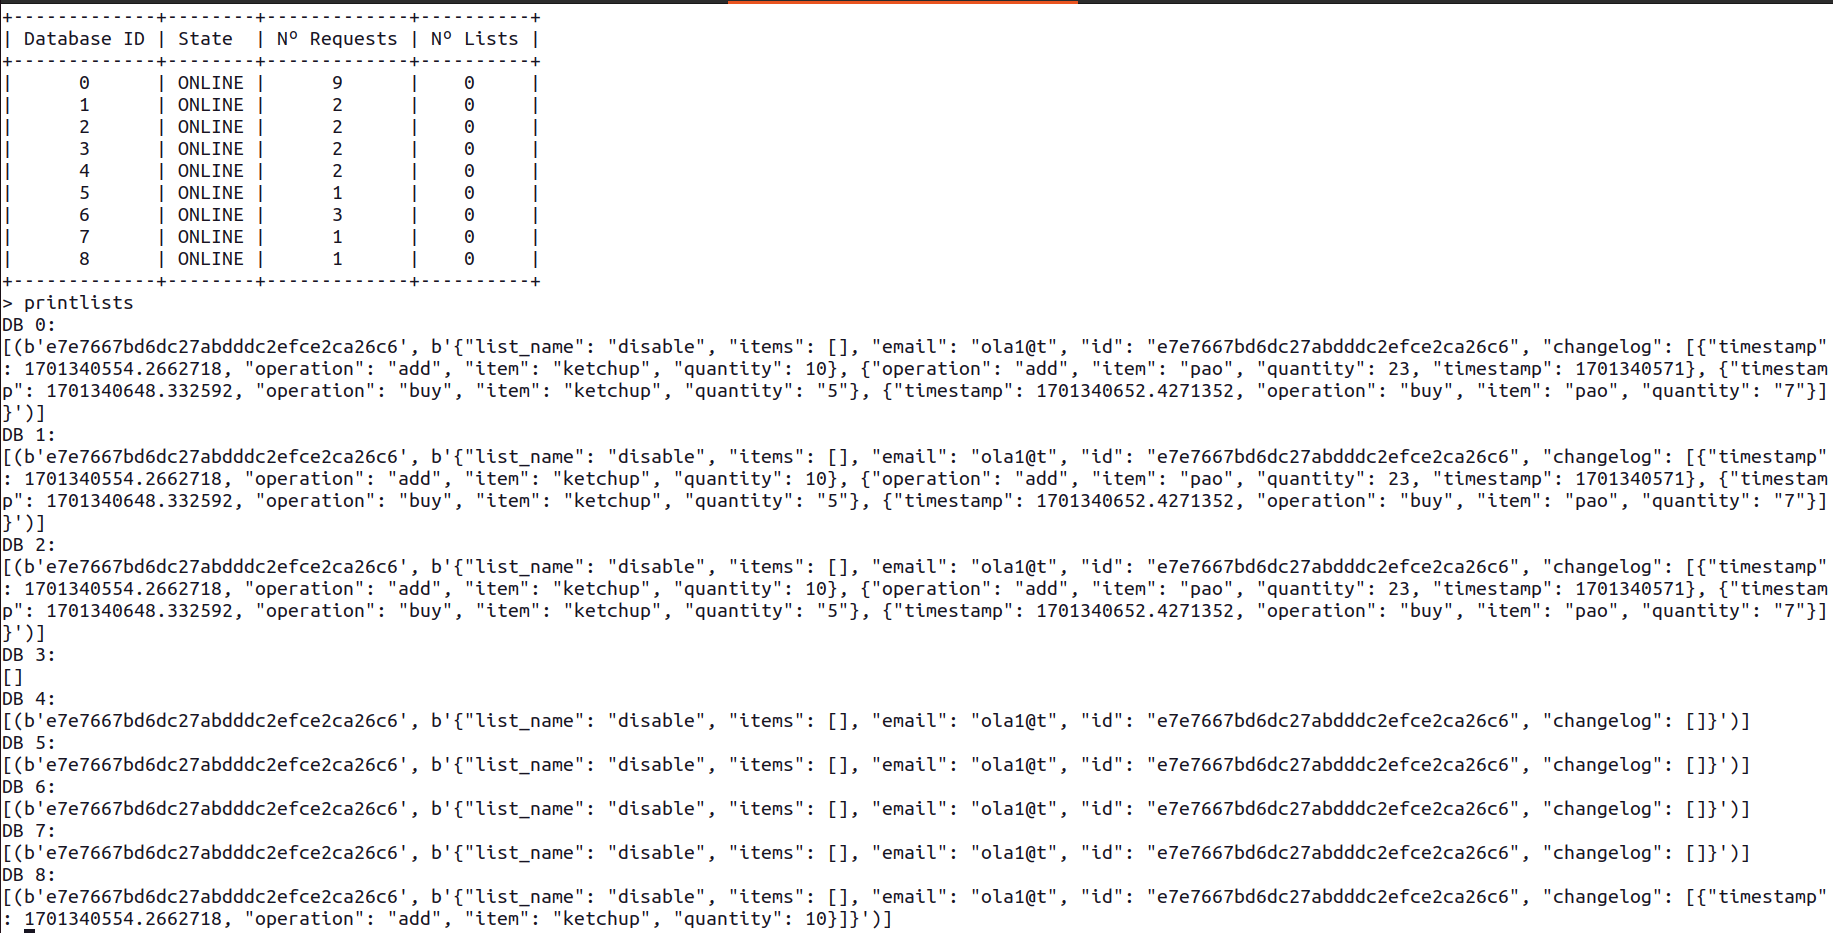 +-------------+--------+-------------+----------+
| Database ID | State  | Nº Requests | Nº Lists |
+-------------+--------+-------------+----------+
|      0      | ONLINE |      9      |    0     |
|      1      | ONLINE |      2      |    0     |
|      2      | ONLINE |      2      |    0     |
|      3      | ONLINE |      2      |    0     |
|      4      | ONLINE |      2      |    0     |
|      5      | ONLINE |      1      |    0     |
|      6      | ONLINE |      3      |    0     |
|      7      | ONLINE |      1      |    0     |
|      8      | ONLINE |      1      |    0     |
+-------------+--------+-------------+----------+
> printlists
DB 0:
[(b'e7e7667bd6dc27abdddc2efce2ca26c6', b'{"list_name": "disable", "items": [], "email": "ola1@t", "id": "e7e7667bd6dc27abdddc2efce2ca26c6", "changelog": [{"timestamp"
: 1701340554.2662718, "operation": "add", "item": "ketchup", "quantity": 10}, {"operation": "add", "item": "pao", "quantity": 23, "timestamp": 1701340571}, {"timestam
p": 1701340648.332592, "operation": "buy", "item": "ketchup", "quantity": "5"}, {"timestamp": 1701340652.4271352, "operation": "buy", "item": "pao", "quantity": "7"}]
}')]
DB 1:
[(b'e7e7667bd6dc27abdddc2efce2ca26c6', b'{"list_name": "disable", "items": [], "email": "ola1@t", "id": "e7e7667bd6dc27abdddc2efce2ca26c6", "changelog": [{"timestamp"
: 1701340554.2662718, "operation": "add", "item": "ketchup", "quantity": 10}, {"operation": "add", "item": "pao", "quantity": 23, "timestamp": 1701340571}, {"timestam
p": 1701340648.332592, "operation": "buy", "item": "ketchup", "quantity": "5"}, {"timestamp": 1701340652.4271352, "operation": "buy", "item": "pao", "quantity": "7"}]
}')]
DB 2:
[(b'e7e7667bd6dc27abdddc2efce2ca26c6', b'{"list_name": "disable", "items": [], "email": "ola1@t", "id": "e7e7667bd6dc27abdddc2efce2ca26c6", "changelog": [{"timestamp"
: 1701340554.2662718, "operation": "add", "item": "ketchup", "quantity": 10}, {"operation": "add", "item": "pao", "quantity": 23, "timestamp": 1701340571}, {"timestam
p": 1701340648.332592, "operation": "buy", "item": "ketchup", "quantity": "5"}, {"timestamp": 1701340652.4271352, "operation": "buy", "item": "pao", "quantity": "7"}]
}')]
DB 3:
[]
DB 4:
[(b'e7e7667bd6dc27abdddc2efce2ca26c6', b'{"list_name": "disable", "items": [], "email": "ola1@t", "id": "e7e7667bd6dc27abdddc2efce2ca26c6", "changelog": []}')]
DB 5:
[(b'e7e7667bd6dc27abdddc2efce2ca26c6', b'{"list_name": "disable", "items": [], "email": "ola1@t", "id": "e7e7667bd6dc27abdddc2efce2ca26c6", "changelog": []}')]
DB 6:
[(b'e7e7667bd6dc27abdddc2efce2ca26c6', b'{"list_name": "disable", "items": [], "email": "ola1@t", "id": "e7e7667bd6dc27abdddc2efce2ca26c6", "changelog": []}')]
DB 7:
[(b'e7e7667bd6dc27abdddc2efce2ca26c6', b'{"list_name": "disable", "items": [], "email": "ola1@t", "id": "e7e7667bd6dc27abdddc2efce2ca26c6", "changelog": []}')]
DB 8:
[(b'e7e7667bd6dc27abdddc2efce2ca26c6', b'{"list_name": "disable", "items": [], "email": "ola1@t", "id": "e7e7667bd6dc27abdddc2efce2ca26c6", "changelog": [{"timestamp"
: 1701340554.2662718, "operation": "add", "item": "ketchup", "quantity": 10}]}')]